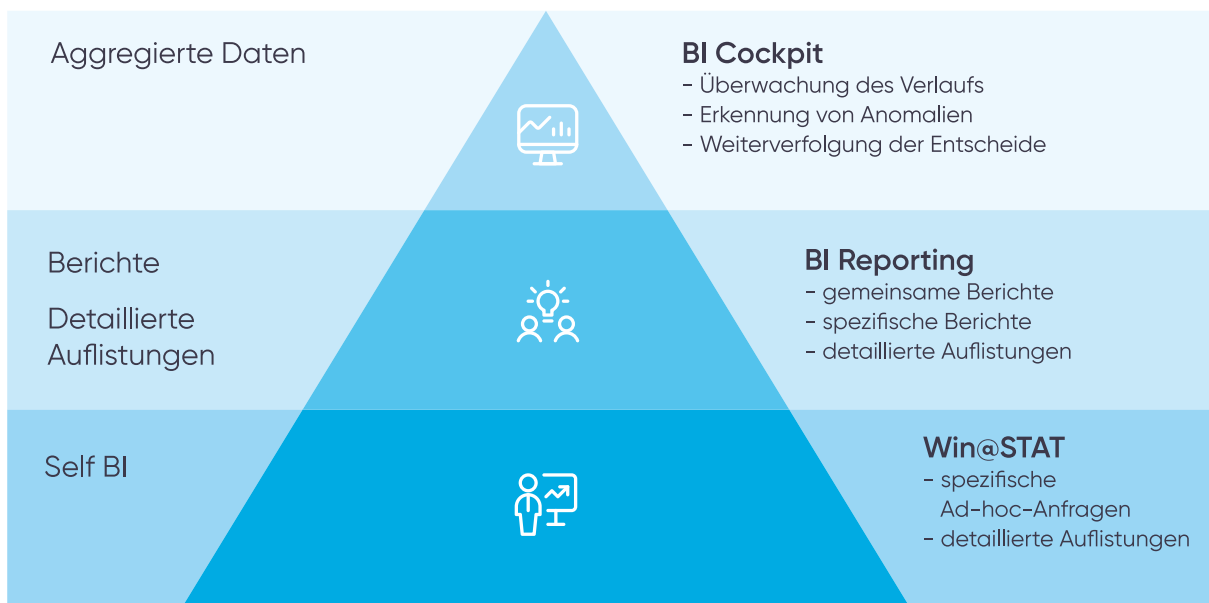 Aggregierte Daten
BI Cockpit
- Überwachung des Verlaufs
- Erkennung von Anomalien
- Weiterverfolgung der Entscheide
Berichte
Detaillierte
Auflistungen
BI Reporting
- gemeinsame Berichte
- spezifische Berichte
- detaillierte Auflistungen
Self BI
Win@STAT
- spezifische
Ad-hoc-Anfragen
- detaillierte Auflistungen